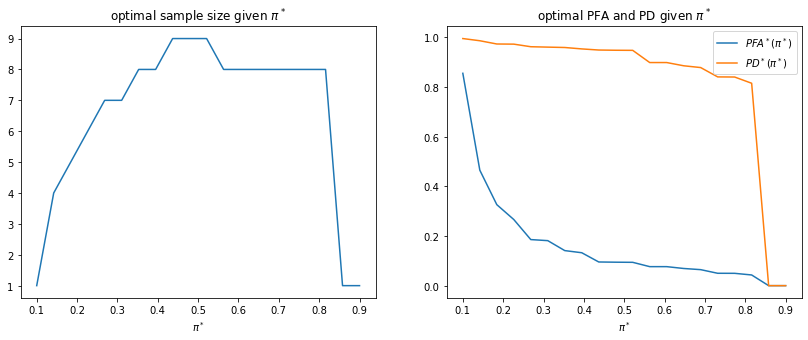 optimal sample size given π*
9
8
7
6
5
4
3
2
1
0.1 0.2 0.3 0.4 0.5 0.6 0.7 0.8 0.9
π*
optimal PFA and PD given π*
1.0
0.8
0.6
0.4
0.2
0.0
PFA*(π*)
PD*(π*)
0.1 0.2 0.3 0.4 0.5 0.6 0.7 0.8 0.9
π*